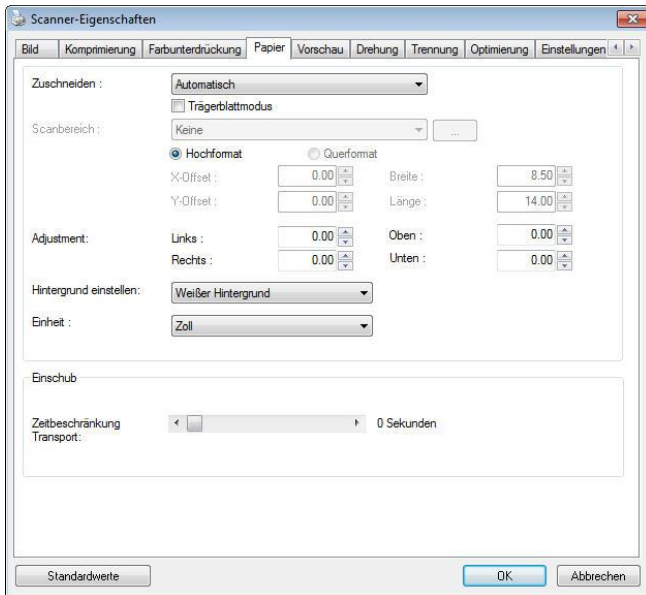 Scanner-Eigenschaften
Bild Komprimierung Farbunterdrückung Papier Vorschau Drehung Trennung Optimierung Einstellungen
Zuschneiden : Automatisch
Trägerblattmodus
Scanbereich : Keine ...
Hochformat Querformat
X-Offset : 0.00 Breite : 8.50
Y-Offset : 0.00 Länge : 14.00
Adjustment: Links : 0.00 Oben : 0.00
Rechts : 0.00 Unten : 0.00
Hintergrund einstellen: Weißer Hintergrund
Einheit : Zoll
Einschub
Zeitbeschränkung 0 Sekunden
Transport:
Standardwerte OK Abbrechen